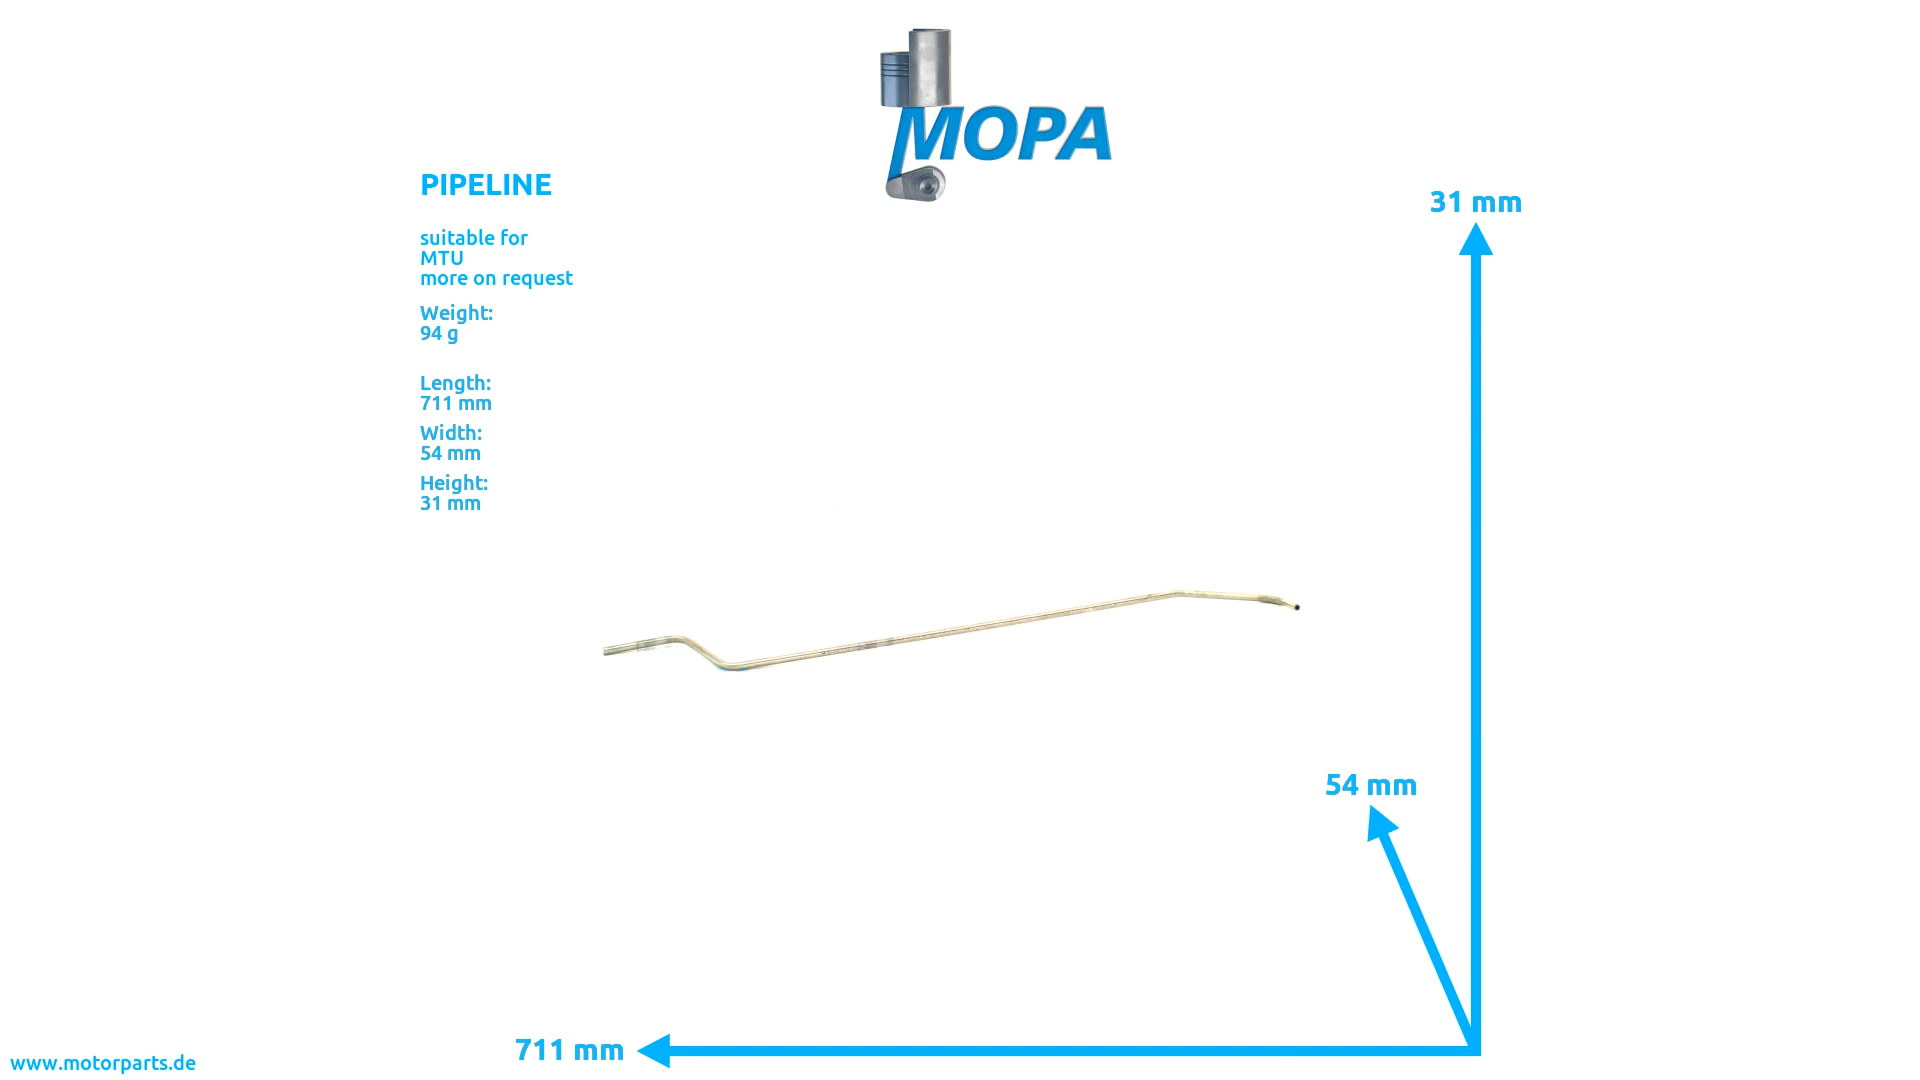 MOPA
PIPELINE
suitable for
MTU
more on request
Weight:
94 g
Length:
711 mm
Width:
54 mm
Height:
31 mm
31 mm
54 mm
711 mm
www.motorparts.de